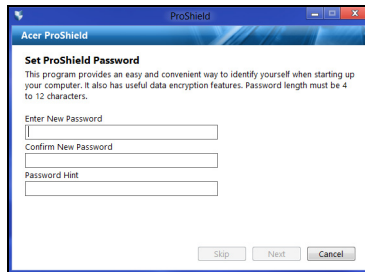 ProShield
Acer ProShield
Set ProShield Password
This program provides an easy and convenient way to identify yourself when starting up
your computer. It also has useful data encryption features. Password length must be 4
to 12 characters.
Enter New Password
Confirm New Password
Password Hint
Skip Next Cancel